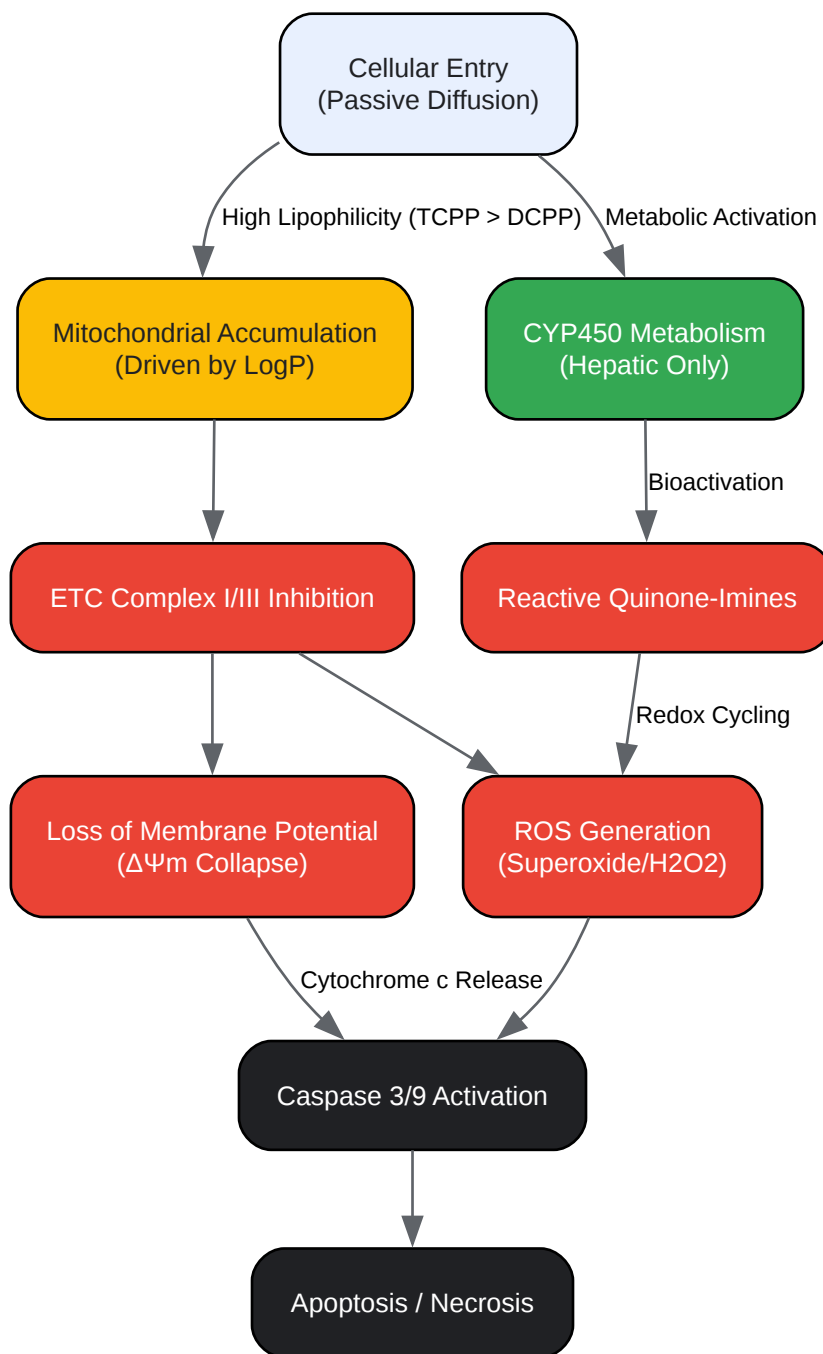 Cellular Entry
(Passive Diffusion)
High Lipophilicity (TCPP > DCPP)
Metabolic Activation
Mitochondrial Accumulation
(Driven by LogP)
CYP450 Metabolism
(Hepatic Only)
Bioactivation
ETC Complex I/III Inhibition
Reactive Quinone-Imines
Redox Cycling
Loss of Membrane Potential
(ΔΨm Collapse)
ROS Generation
(Superoxide/H2O2)
Cytochrome c Release
Caspase 3/9 Activation
Apoptosis / Necrosis